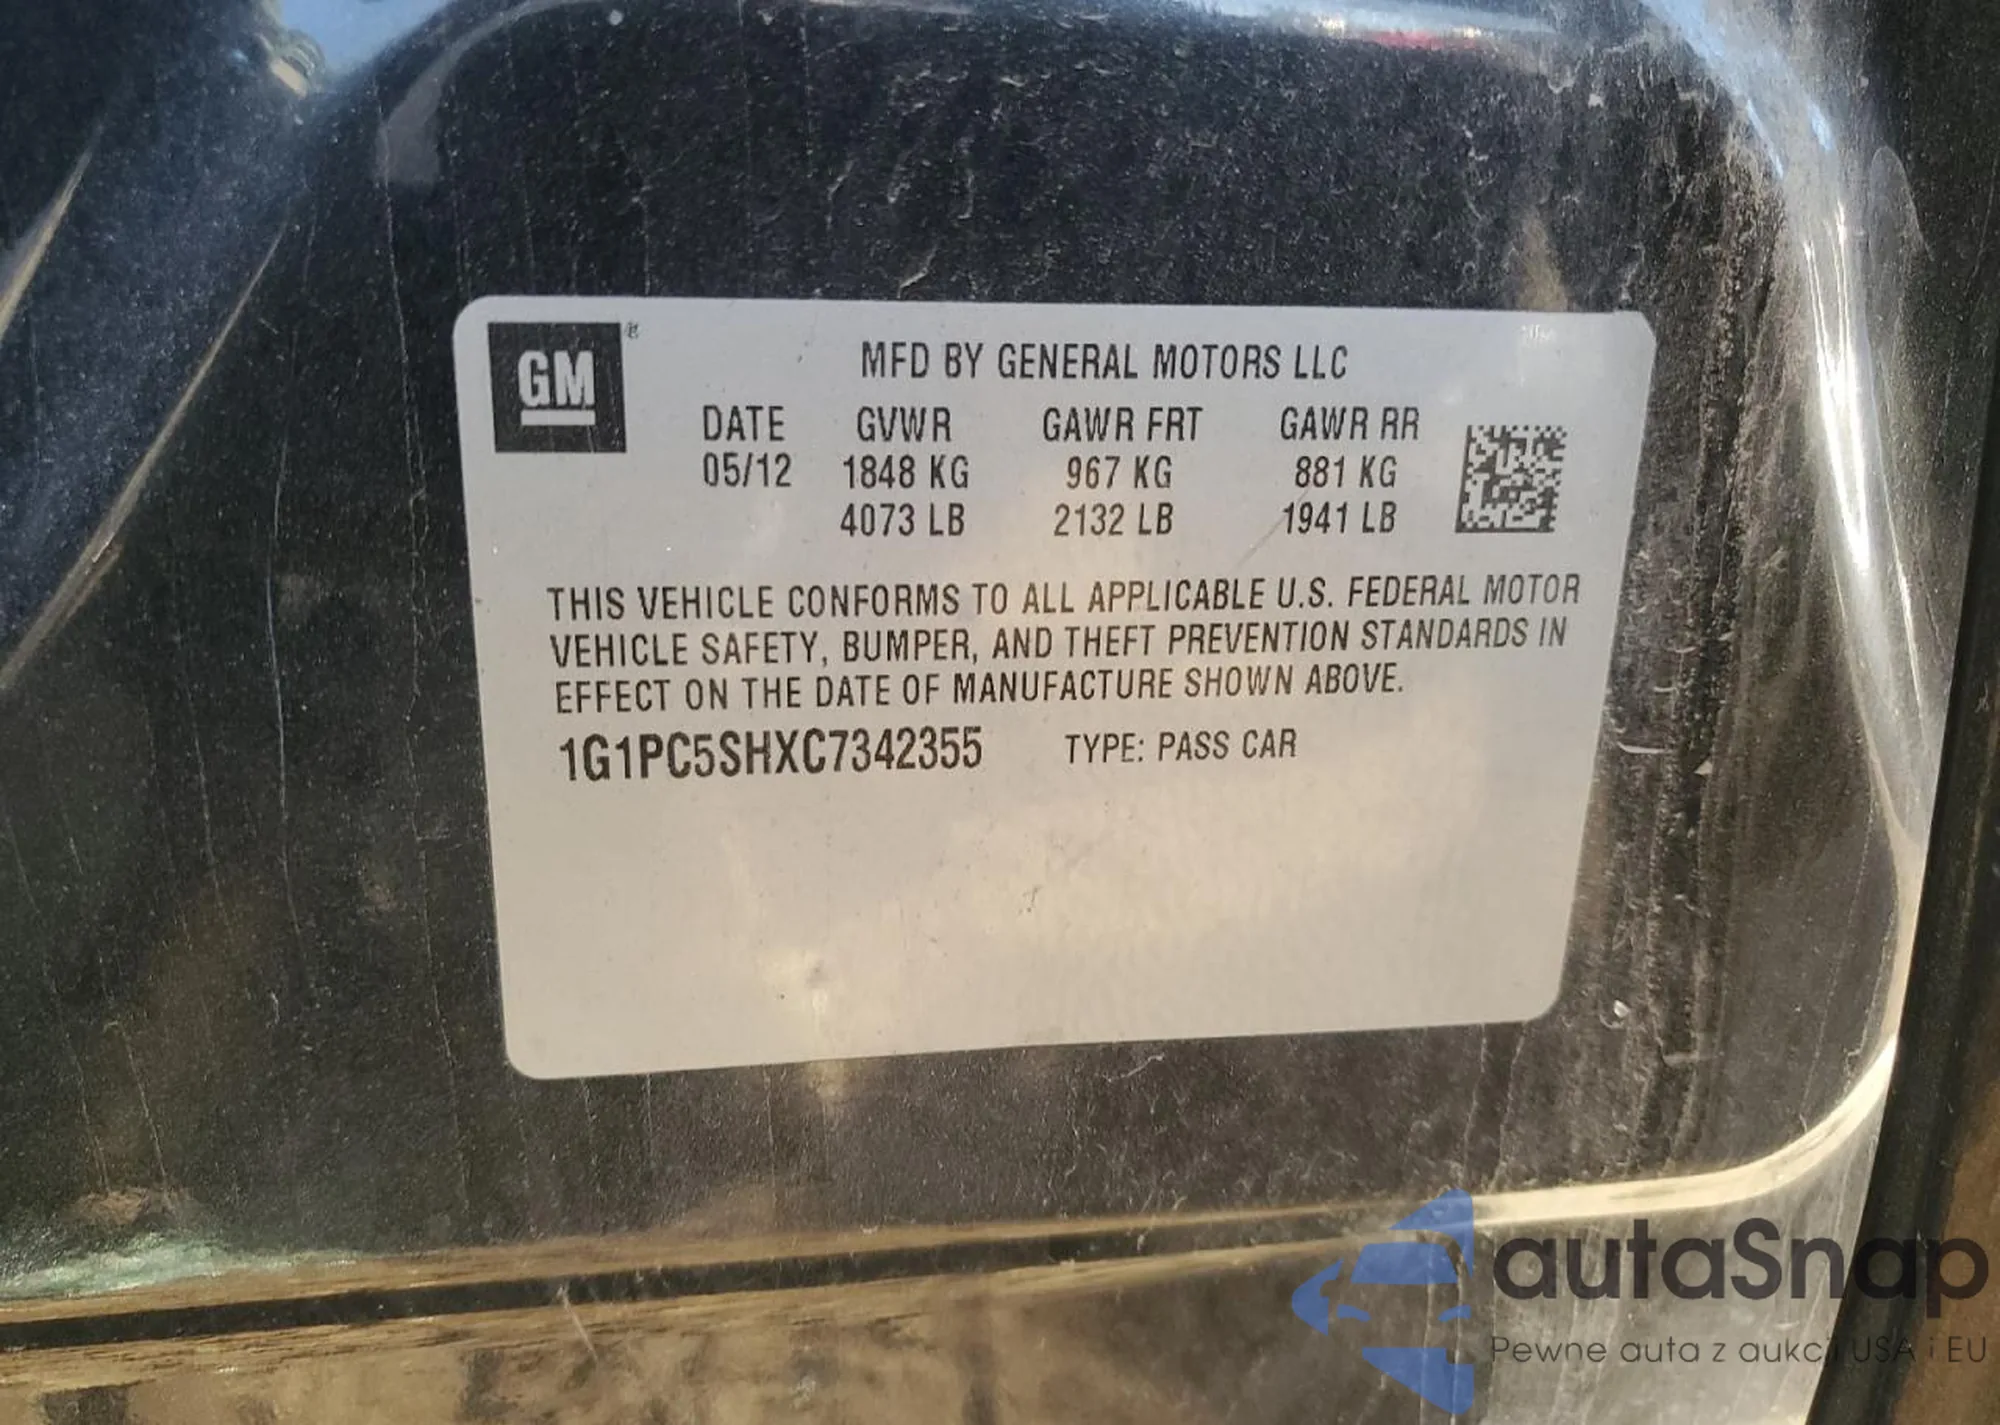 GM
MFD BY GENERAL MOTORS LLC
DATE GVWR GAWR FRT GAWR RR
05/12 1848 KG 967 KG 881 KG
4073 LB 2132 LB 1941 LB
THIS VEHICLE CONFORMS TO ALL APPLICABLE U.S. FEDERAL MOTOR
VEHICLE SAFETY, BUMPER, AND THEFT PREVENTION STANDARDS IN
EFFECT ON THE DATE OF MANUFACTURE SHOWN ABOVE.
1G1PC5SHXC7342355 TYPE: PASS CAR
autaSnap
Pewne auta z aukcji USA i EU